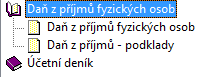 Daň z příjmů fyzických osob
Daň z příjmů fyzických osob
Daň z příjmů - podklady
Účetní deník